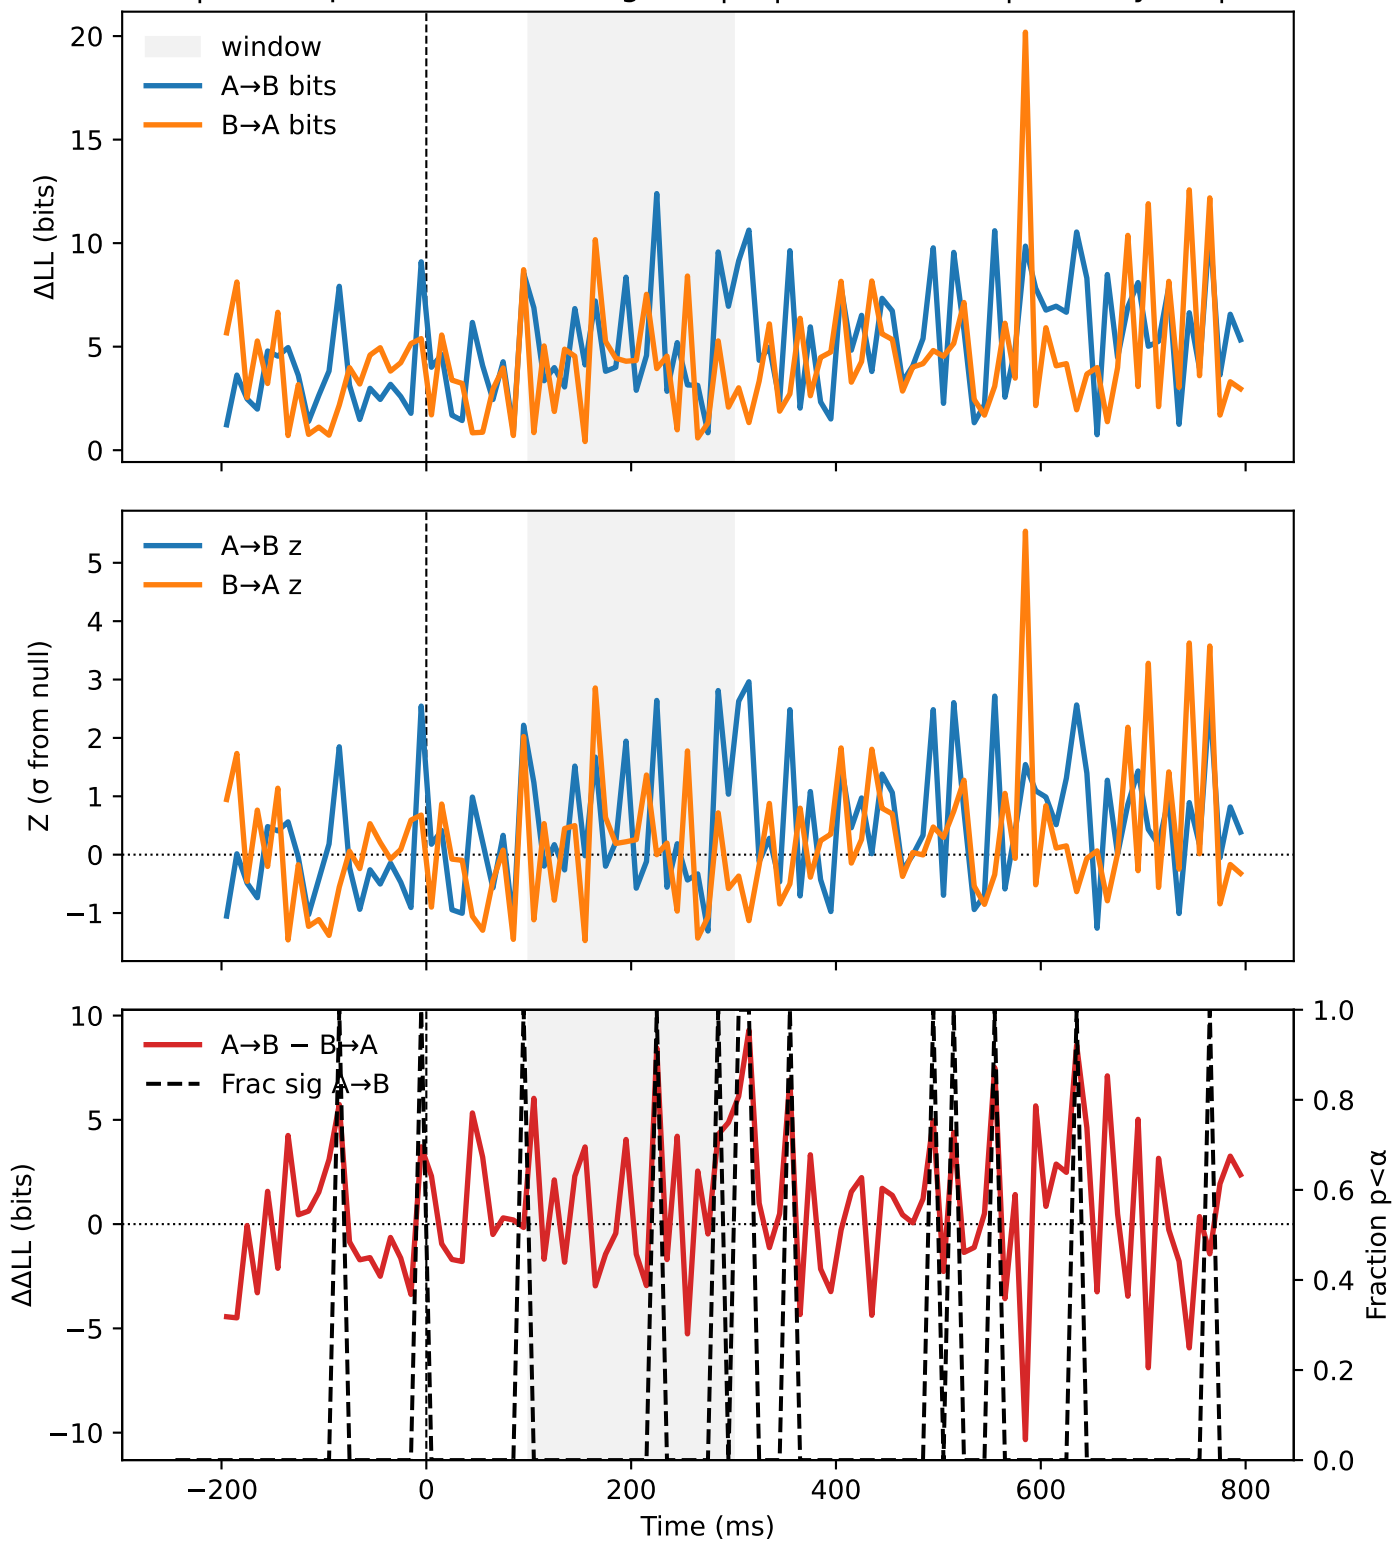 window
A→B bits
B→A bits
20
15
10
5
0
ΔLL (bits)
A→B z
B→A z
5
4
3
2
1
0
−1
Z (σ from null)
A→B − B→A
Frac sig A→B
10
5
0
−5
−10
ΔΔLL (bits)
1.0
0.8
0.6
0.4
0.2
0.0
Fraction p<α
−200
0
200
400
600
800
Time (ms)